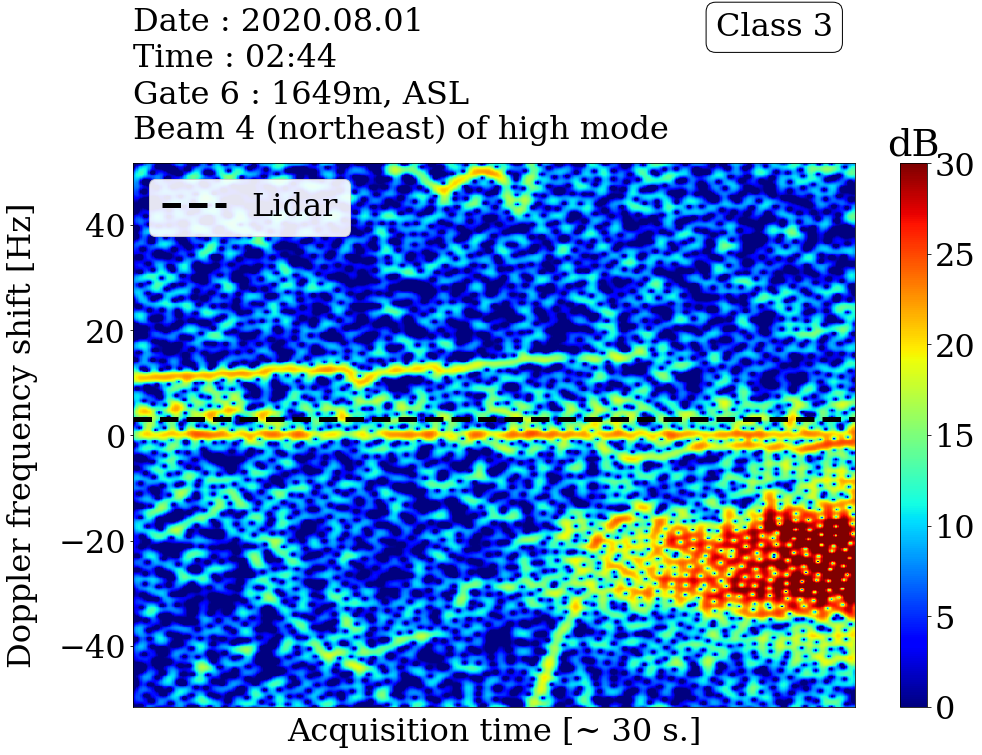 Date : 2020.08.01
Time : 02:44
Gate 6 : 1649m, ASL
Beam 4 (northeast) of high mode
Class 3
dB
Lidar
Doppler frequency shift [Hz]
40
20
0
−20
−40
Acquisition time [~ 30 s.]
30
25
20
15
10
5
0